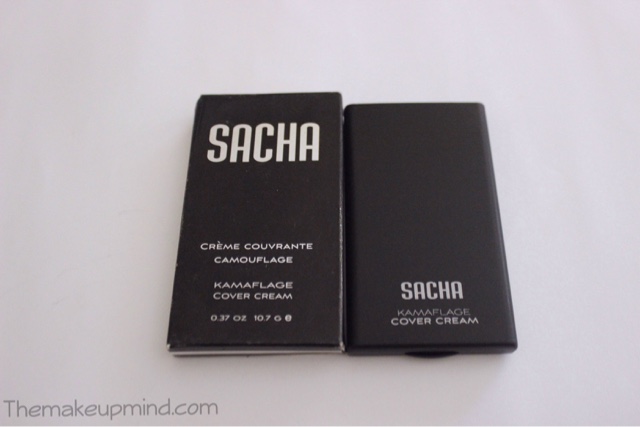 SACHA
CRÈME COUVRANTE
CAMOUFLAGE
KAMAFLAGE
COVER CREAM
0.37 OZ 10.7 G e
SACHA
KAMAFLAGE
COVER CREAM
Themakeupmind.com